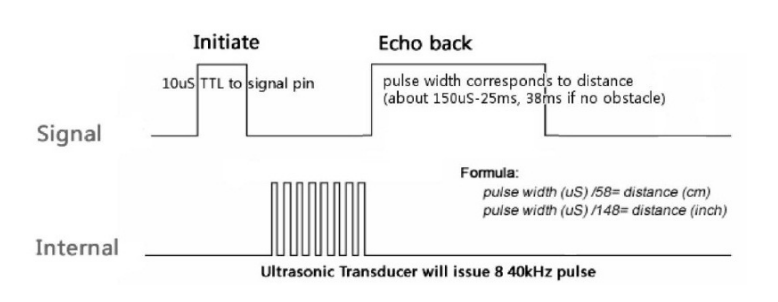 Initiate
Echo back
10uS TTL to signal pin
pulse width corresponds to distance
(about 150uS-25ms, 38ms if no obstacle)
Signal
Formula:
pulse width (uS) /58= distance (cm)
pulse width (uS) /148= distance (inch)
Internal
Ultrasonic Transducer will issue 8 40kHz pulse